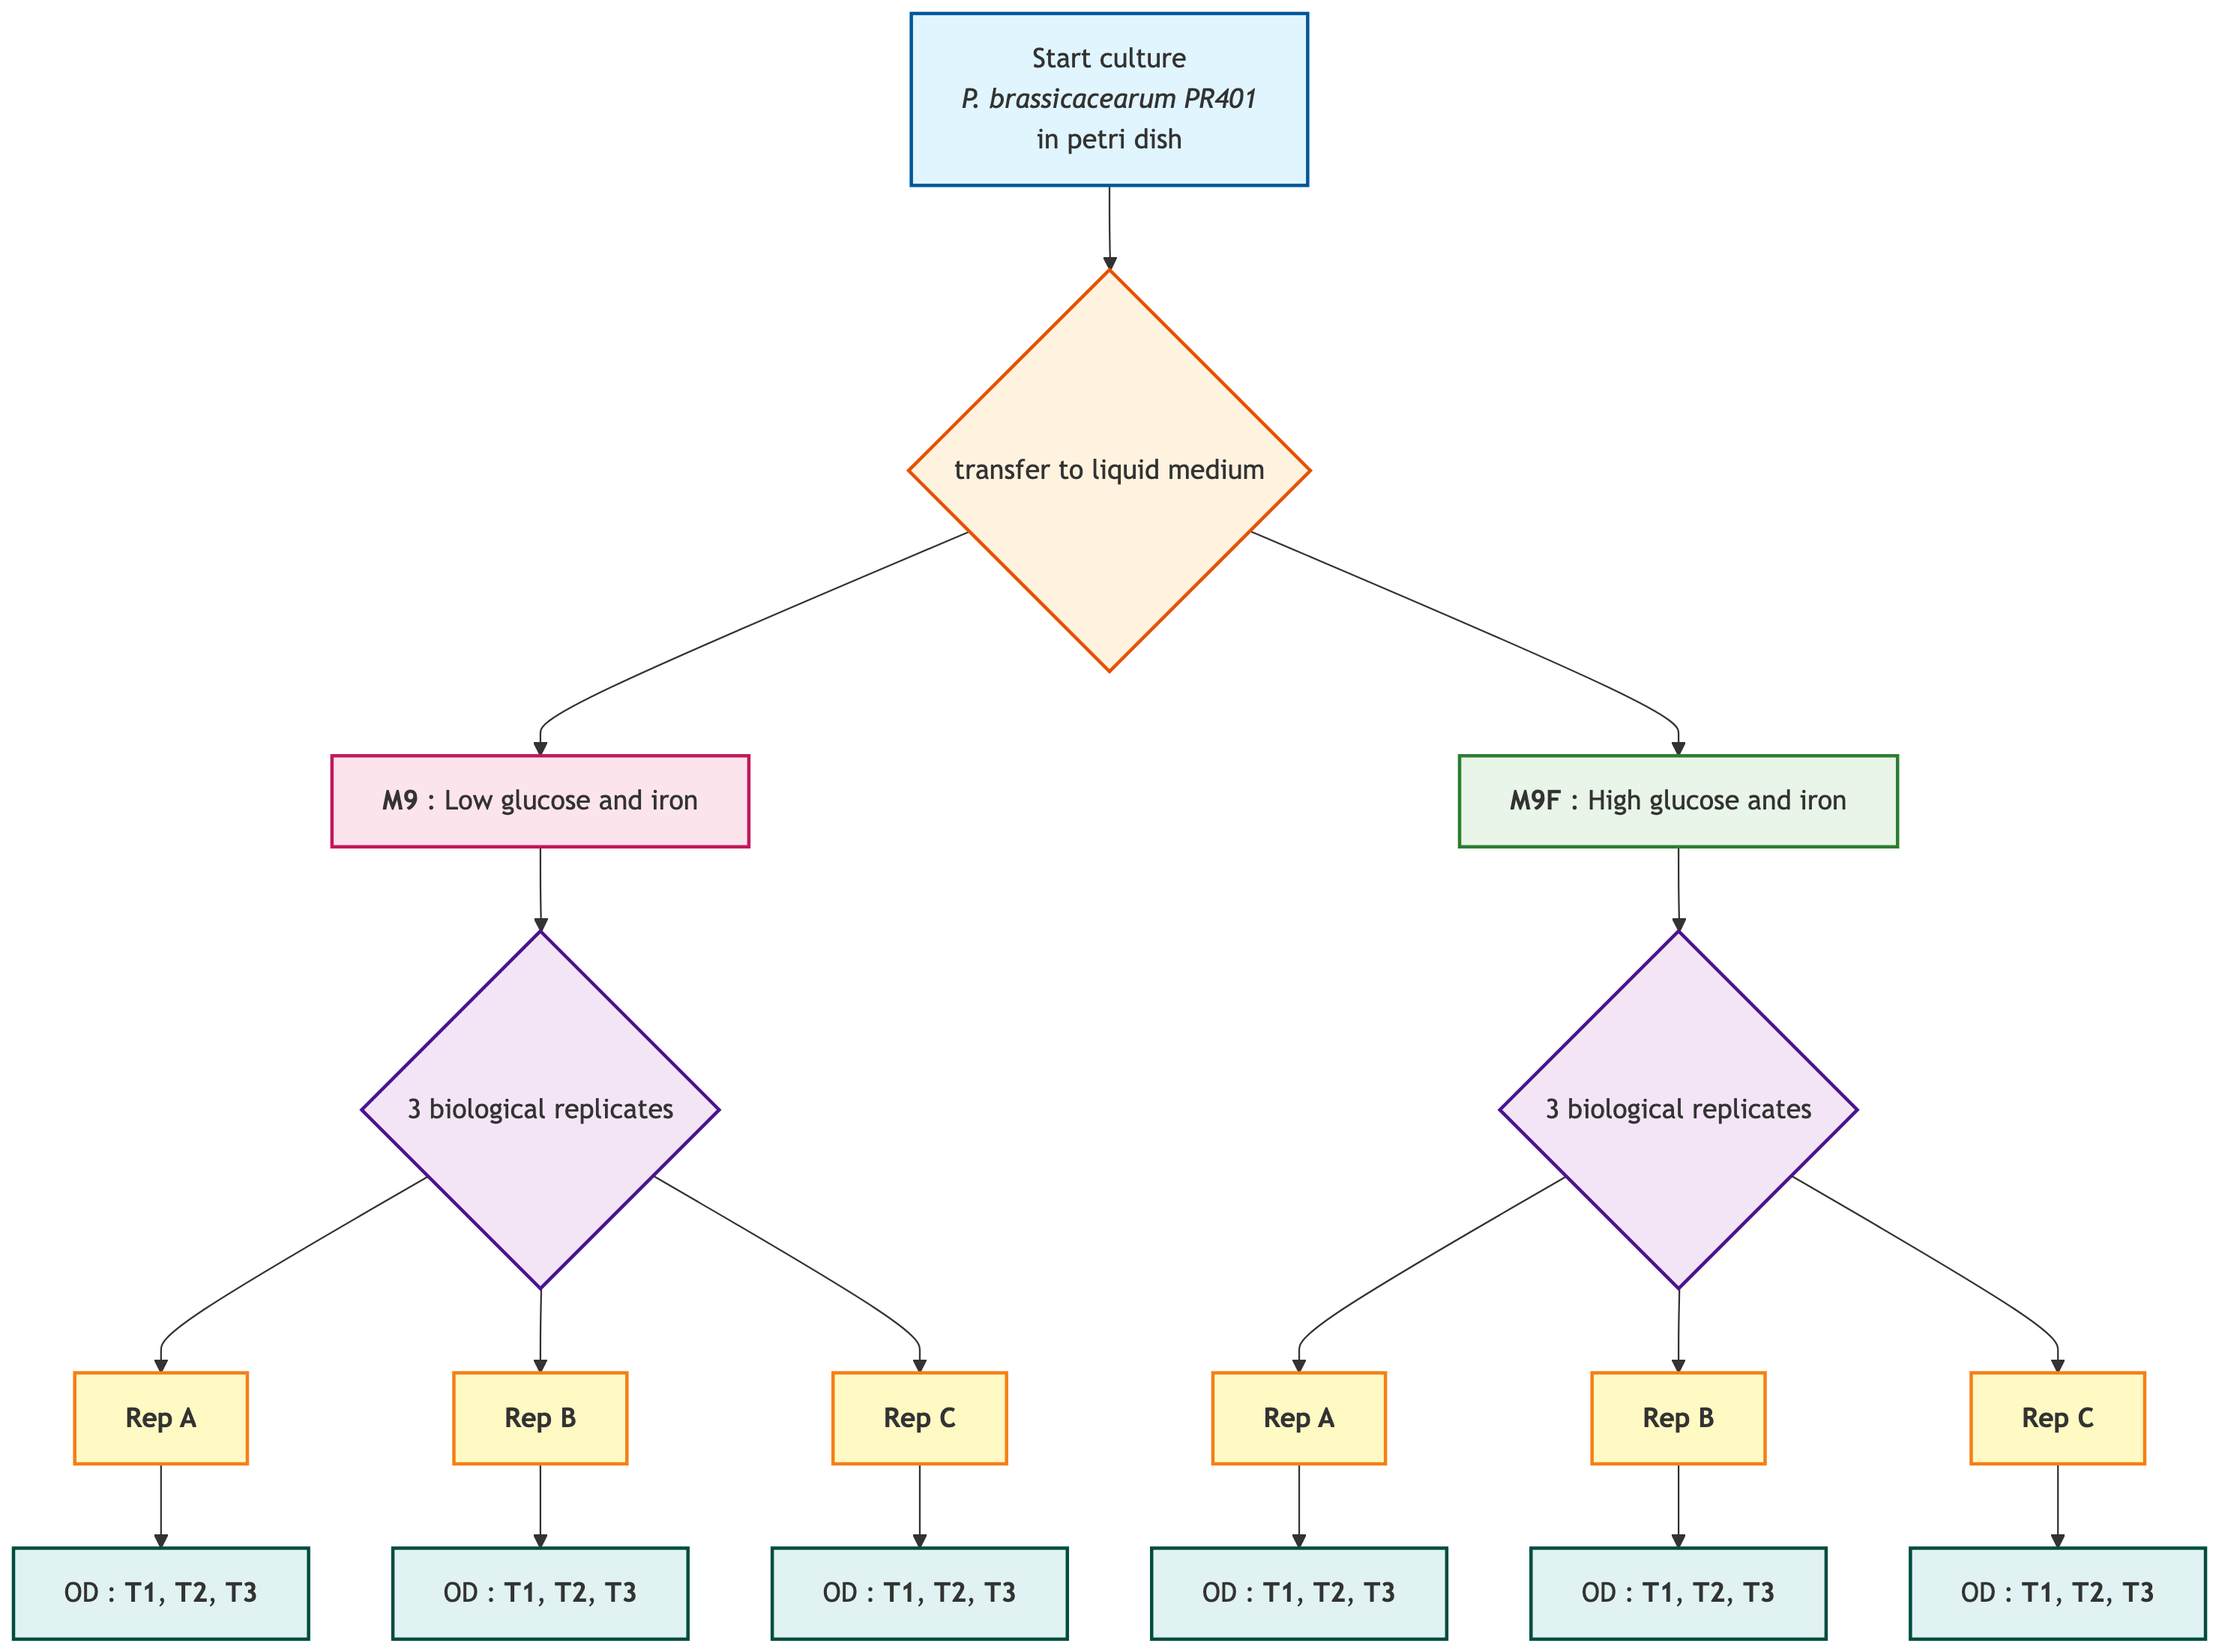 Start culture
P. brassicacearum PR401
in petri dish
transfer to liquid medium
M9 : Low glucose and iron
M9F : High glucose and iron
3 biological replicates
3 biological replicates
Rep A
Rep B
Rep C
Rep A
Rep B
Rep C
OD : T1, T2, T3
OD : T1, T2, T3
OD : T1, T2, T3
OD : T1, T2, T3
OD : T1, T2, T3
OD : T1, T2, T3